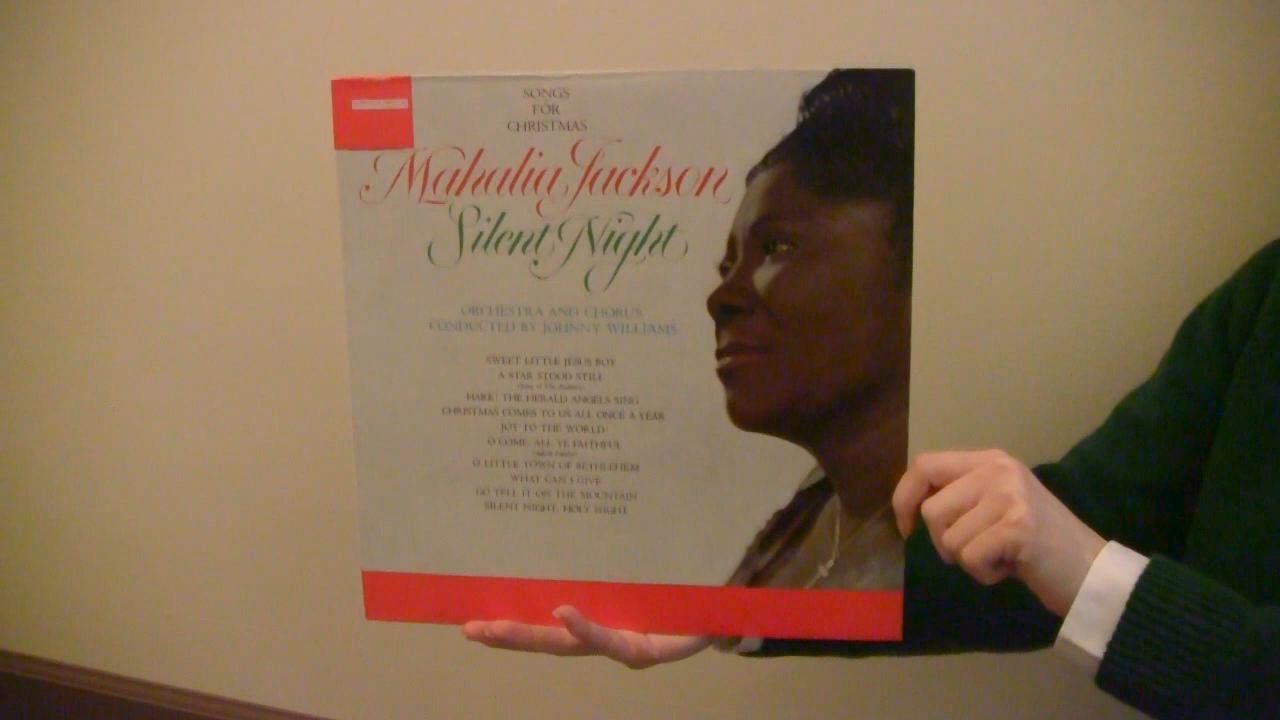 SONGS
FOR
CHRISTMAS
Mahalia Jackson
Silent Night
ORCHESTRA AND CHORUS
CONDUCTED BY JOHNNY WILLIAMS
SWEET LITTLE JESUS BOY
A STAR STOOD STILL
HARK! THE HERALD ANGELS SING
CHRISTMAS COMES TO US ALL ONCE A YEAR
JOY TO THE WORLD!
O COME, ALL YE FAITHFUL
O LITTLE TOWN OF BETHLEHEM
WHAT CAN I GIVE
GO TELL IT ON THE MOUNTAIN
SILENT NIGHT, HOLY NIGHT